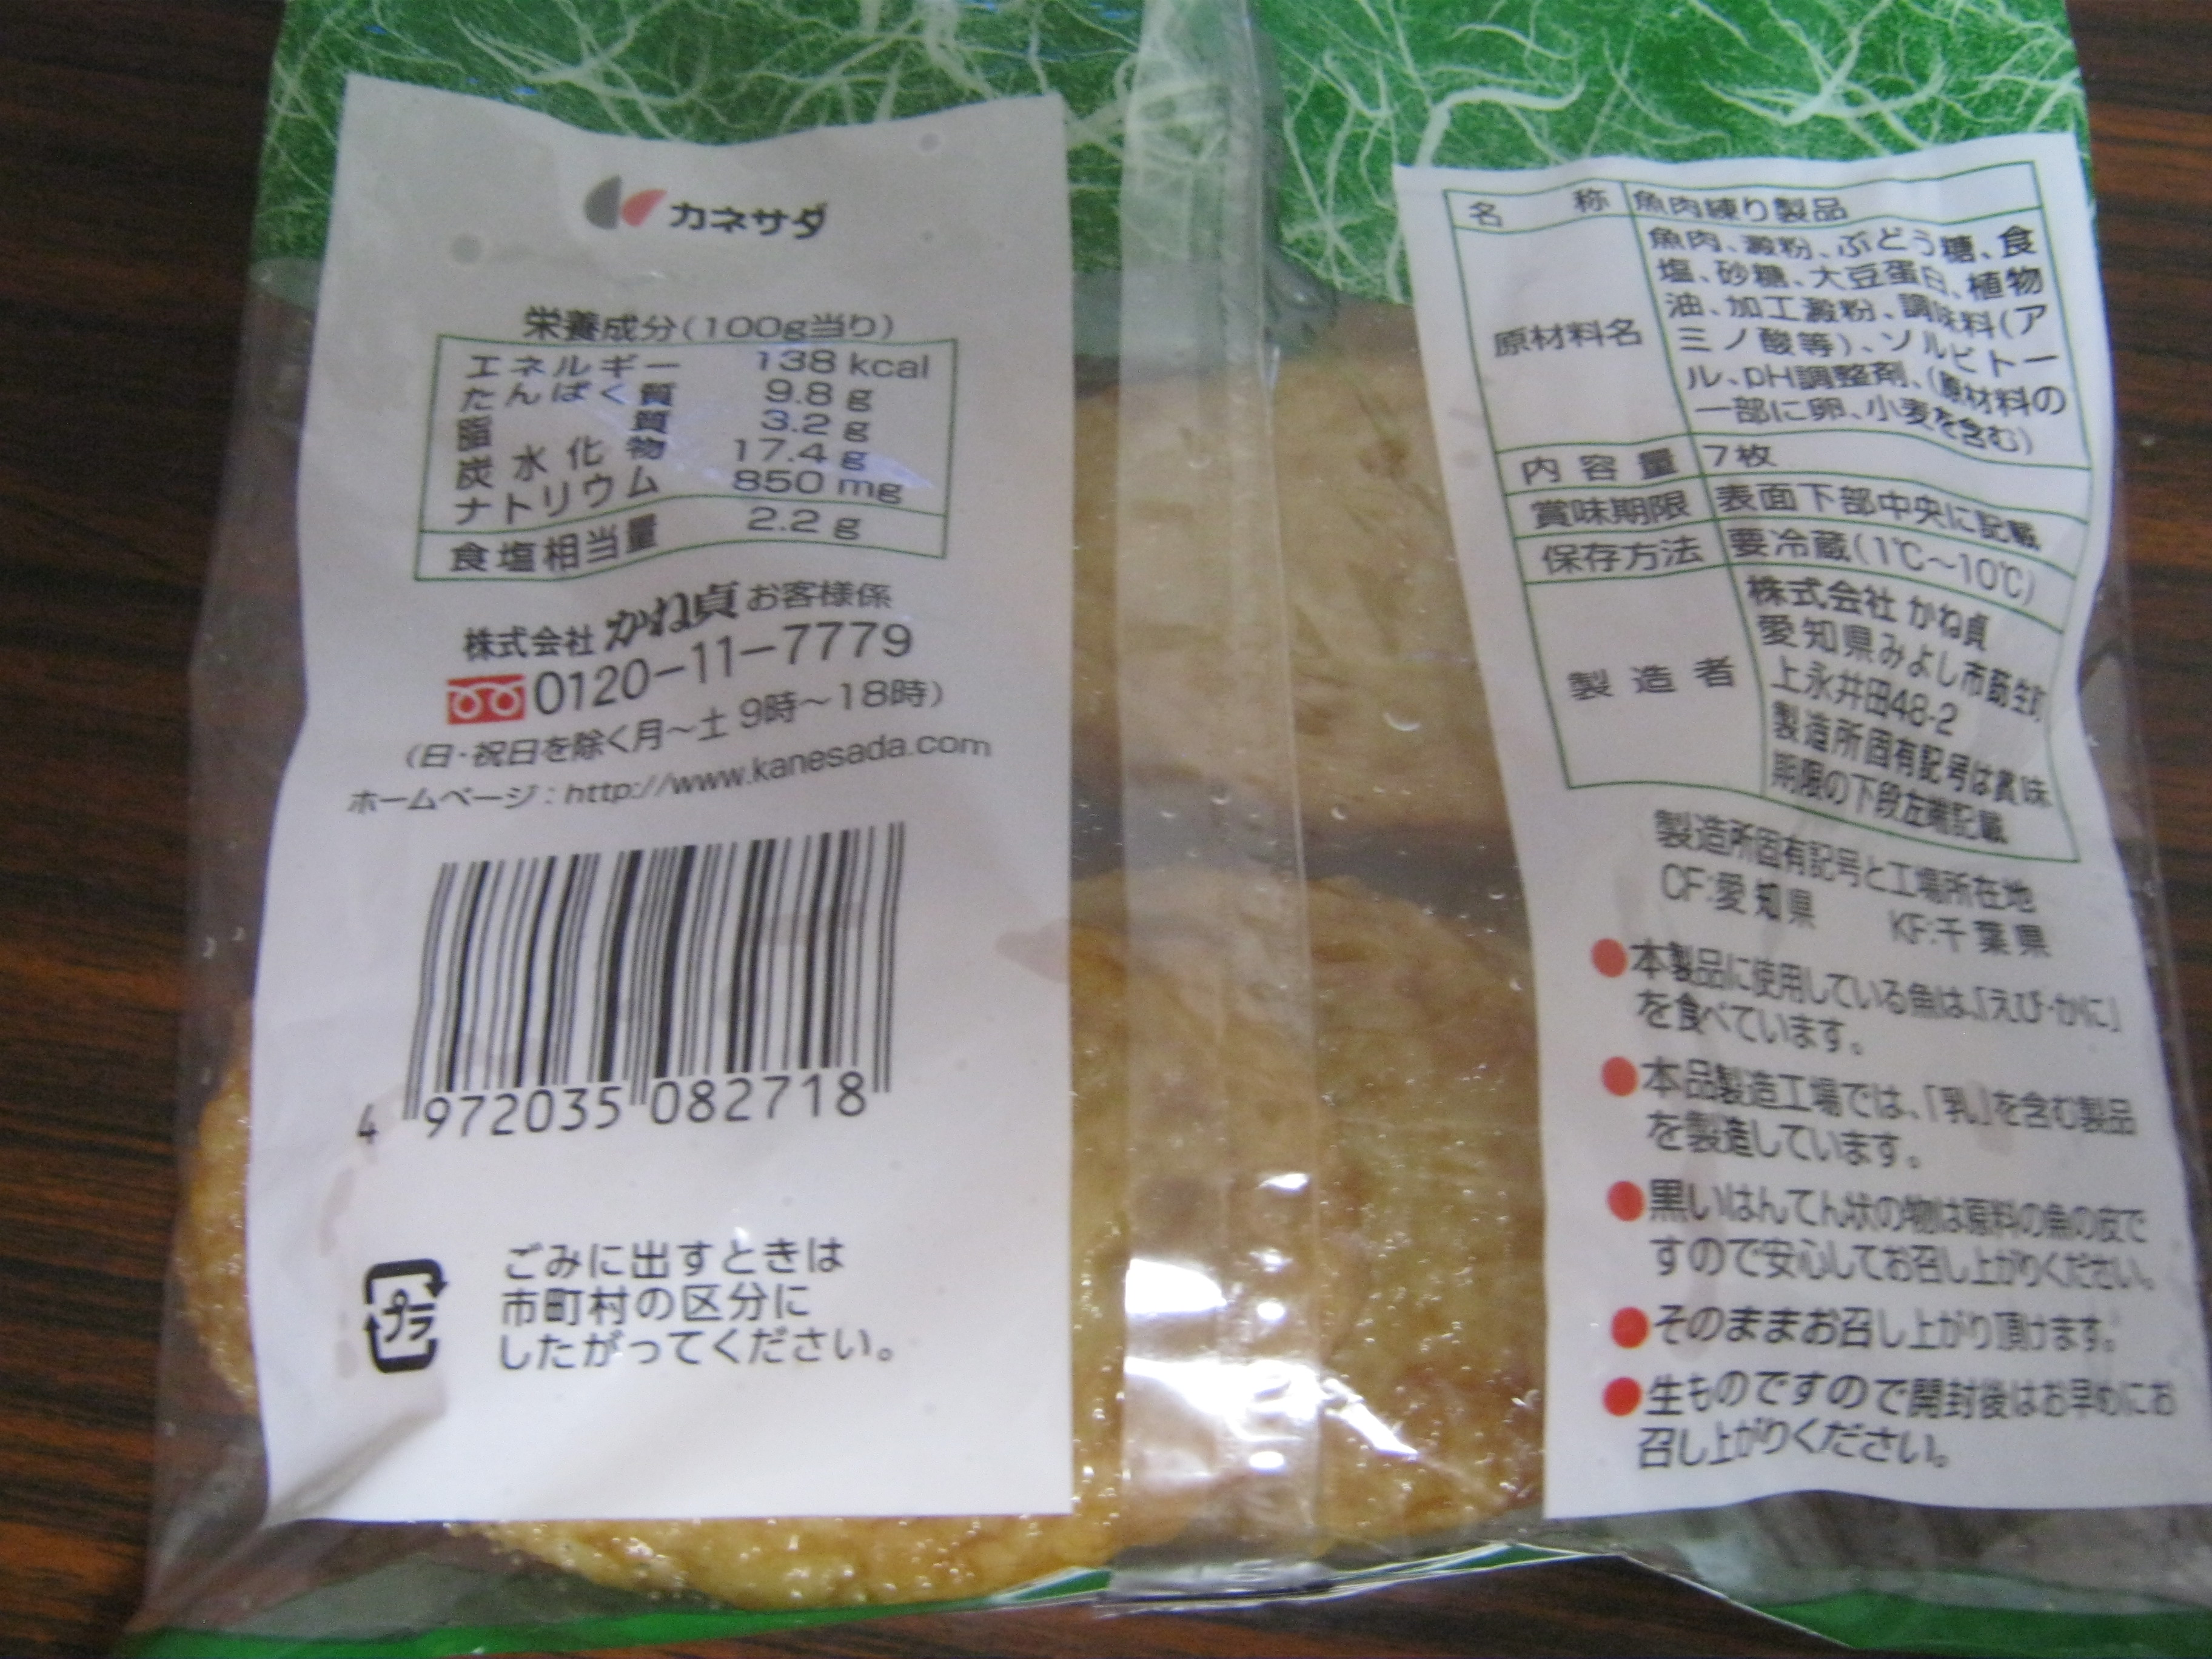 カネサダ
栄養成分(100g当り)
エネルギー 138 kcal
たんぱく質 9.8 g
脂質 3.2 g
炭水化物 17.4 g
ナトリウム 850 mg
食塩相当量 2.2 g
株式会社 かね貞 お客様係
0120-11-7779
(日・祝日を除く月〜土 9時〜18時)
ホームページ:http://www.kanesada.com
4 972035 082718
プラ
ごみに出すときは
市町村の区分に
したがってください。
名称 魚肉練り製品
原材料名 魚肉、澱粉、ぶどう糖、食
塩、砂糖、大豆蛋白、植物
油、加工澱粉、調味料(ア
ミノ酸等)、ソルビトー
ル、pH調整剤、(原材料の
一部に卵、小麦を含む)
内容量 7枚
賞味期限 表面下部中央に記載
保存方法 要冷蔵(1℃〜10℃)
製造者 株式会社 かね貞
愛知県みよし市莇生町
上永井田48-2
製造所固有記号は賞味
期限の下段左端記載
製造所固有記号と工場所在地
CF:愛知県 KF:千葉県
●本製品に使用している魚は、「えび・かに」
を食べています。
●本品製造工場では、「乳」を含む製品
を製造しています。
●黒いはんてん状の物は原料の魚の皮で
すので安心してお召し上がりください。
●そのままお召し上がり頂けます。
●生ものですので開封後はお早めにお
召し上がりください。